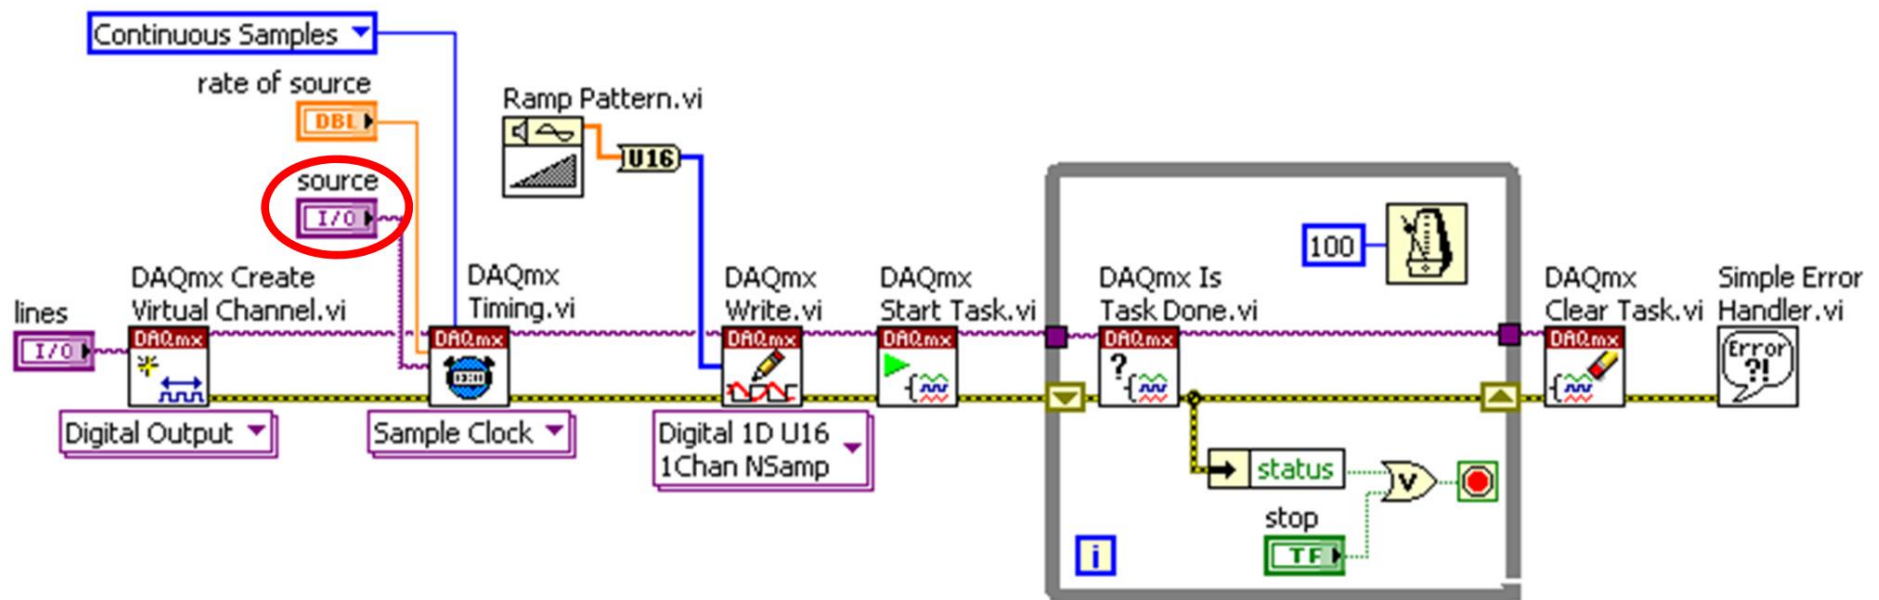 Continuous Samples
rate of source
DBL
source
I/O
Ramp Pattern.vi
U16
lines
I/O
DAQmx Create
Virtual Channel.vi
DAQmx
Digital Output
DAQmx
Timing.vi
DAQmx
Sample Clock
DAQmx
Write.vi
DAQmx
Digital 1D U16
1Chan NSamp
DAQmx
Start Task.vi
DAQmx
100
DAQmx Is
Task Done.vi
DAQmx
?
status
V
stop
TF
i
DAQmx
Clear Task.vi
DAQmx
Simple Error
Handler.vi
Error
?!